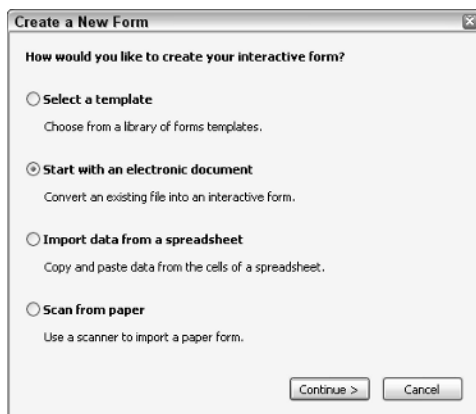 Create a New Form
How would you like to create your interactive form?
Select a template
Choose from a library of forms templates.
Start with an electronic document
Convert an existing file into an interactive form.
Import data from a spreadsheet
Copy and paste data from the cells of a spreadsheet.
Scan from paper
Use a scanner to import a paper form.
Continue >
Cancel